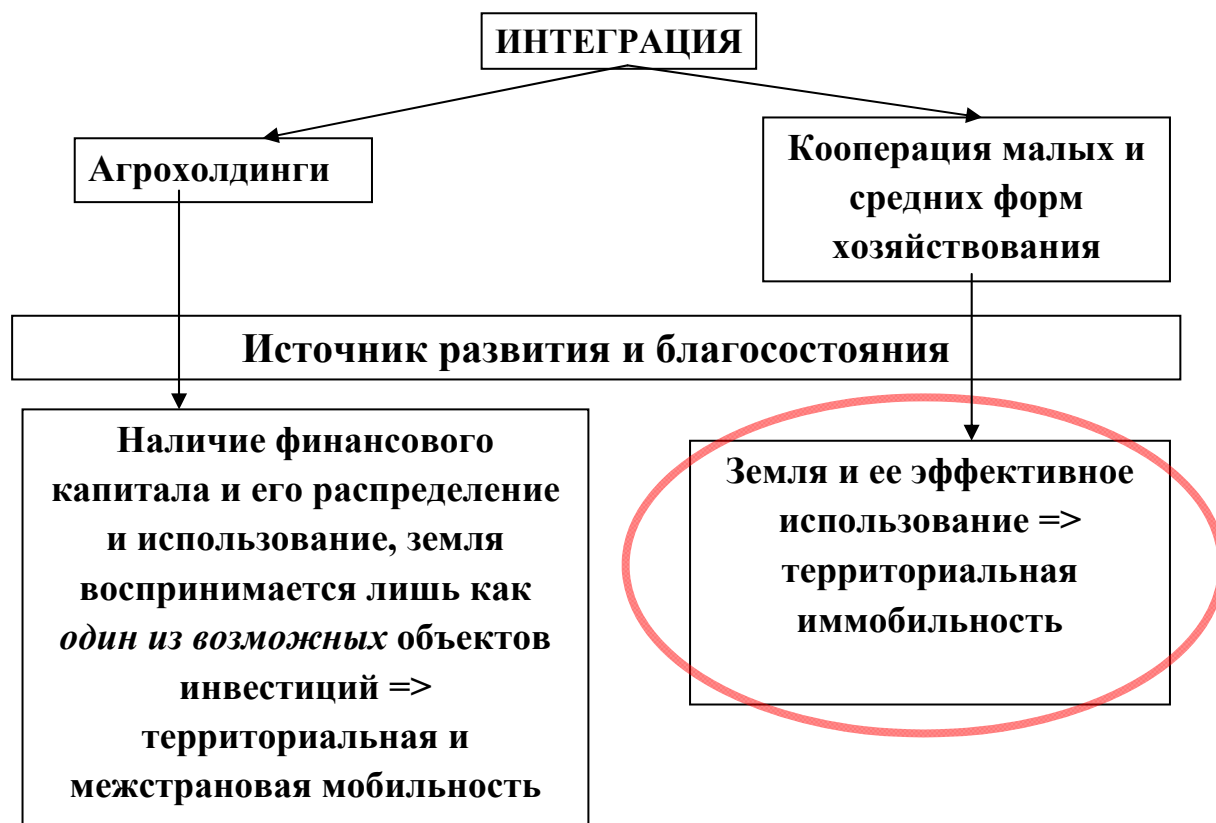 ИНТЕГРАЦИЯ
Агрохолдинги
Кооперация малых и
средних форм
хозяйствования
Источник развития и благосостояния
Наличие финансового
капитала и его распределение
и использование, земля
воспринимается лишь как
один из возможных объектов
инвестиций =>
территориальная и
межстрановая мобильность
Земля и ее эффективное
использование =>
территориальная
иммобильность